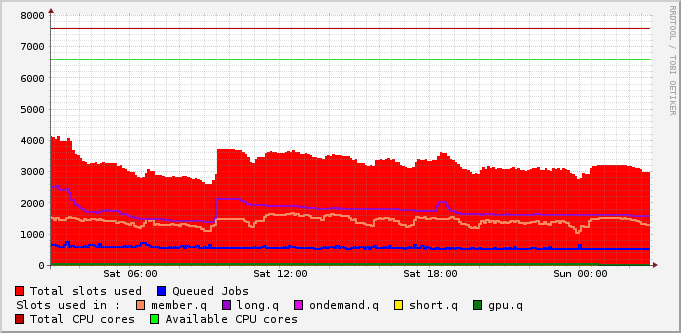 8000
7000
6000
5000
4000
3000
2000
1000
0
Sat 06:00 Sat 12:00 Sat 18:00 Sun 00:00
RRDTOOL / TOBI OETIKER
Total slots used Queued Jobs
Slots used in : member.q long.q ondemand.q short.q gpu.q
Total CPU cores Available CPU cores